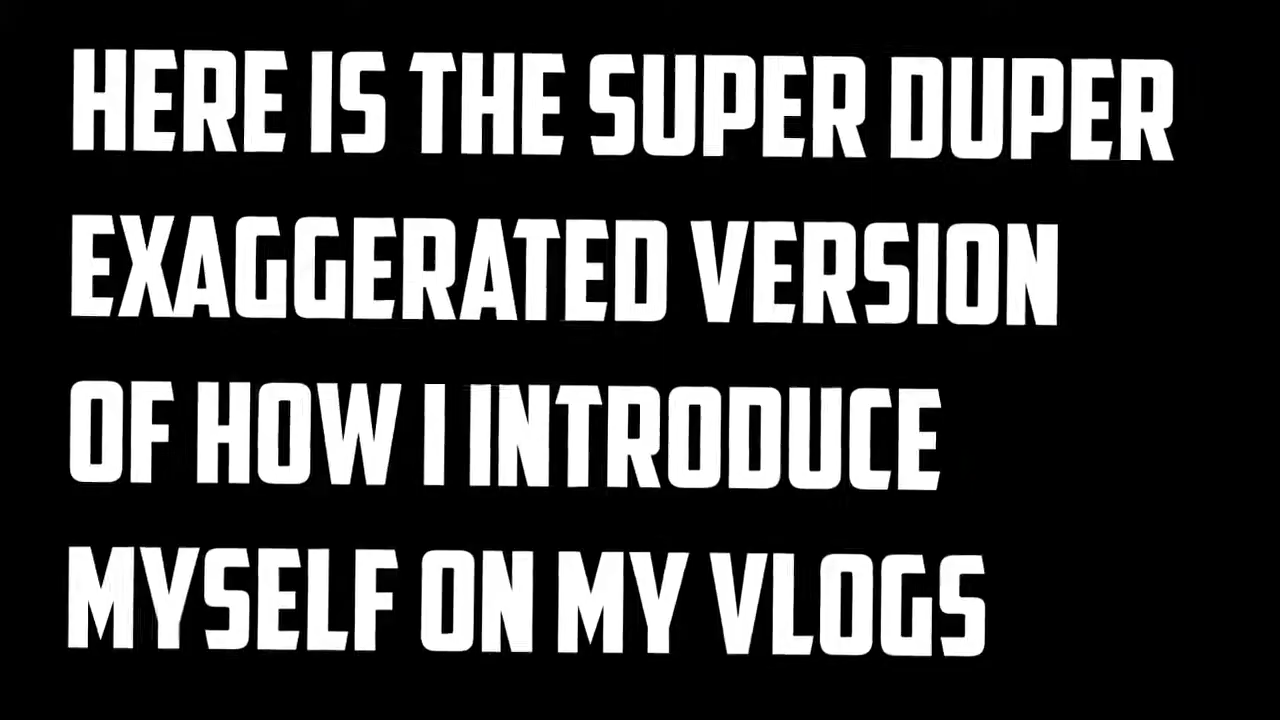 HERE IS THE SUPER DUPER
EXAGGERATED VERSION
OF HOW I INTRODUCE
MYSELF ON MY VLOGS